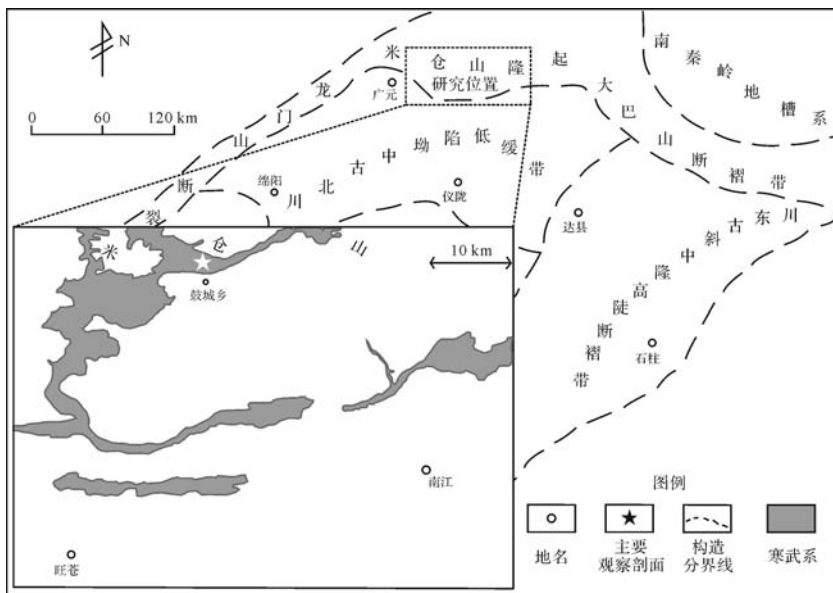 N
0 60 120 km
米仓山隆起
研究位置
广元
龙门山断裂
南秦岭地槽系
大巴山断褶带
川北古中坳陷低缓带
绵阳
仪陇
达县
川东古斜中隆高陡断褶带
石柱
米仓山
10 km
鼓城乡
南江
旺苍
图例
地名
主要
观察剖面
构造
分界线
寒武系